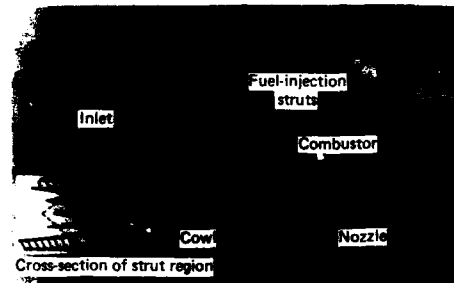 Fuel-injection
struts
Inlet
Combustor
Cowl
Nozzle
Cross-section of strut region